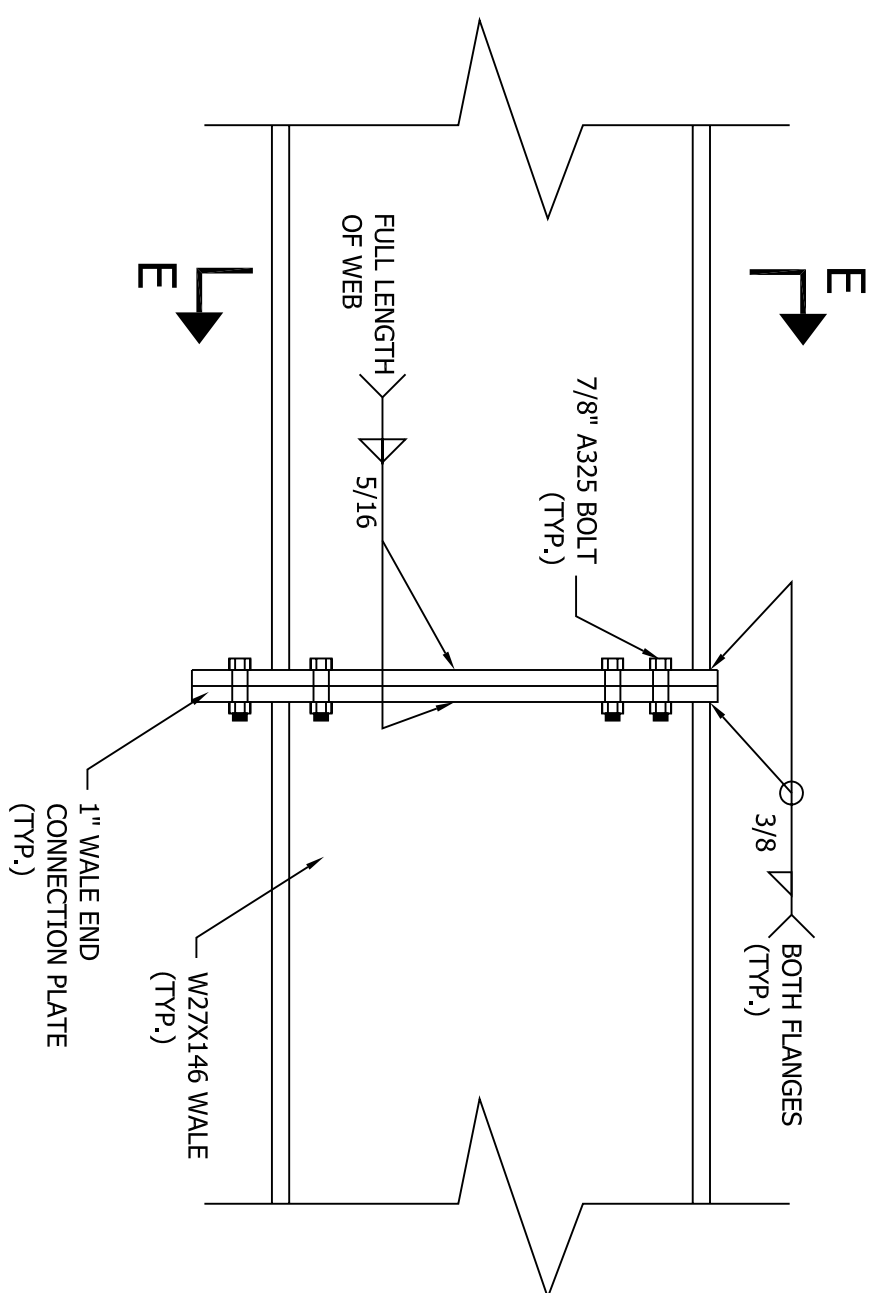 E
E
BOTH FLANGES
(TYP.)
3/8
7/8" A325 BOLT
(TYP.)
FULL LENGTH
OF WEB
5/16
W27X146 WALE
(TYP.)
1" WALE END
CONNECTION PLATE
(TYP.)